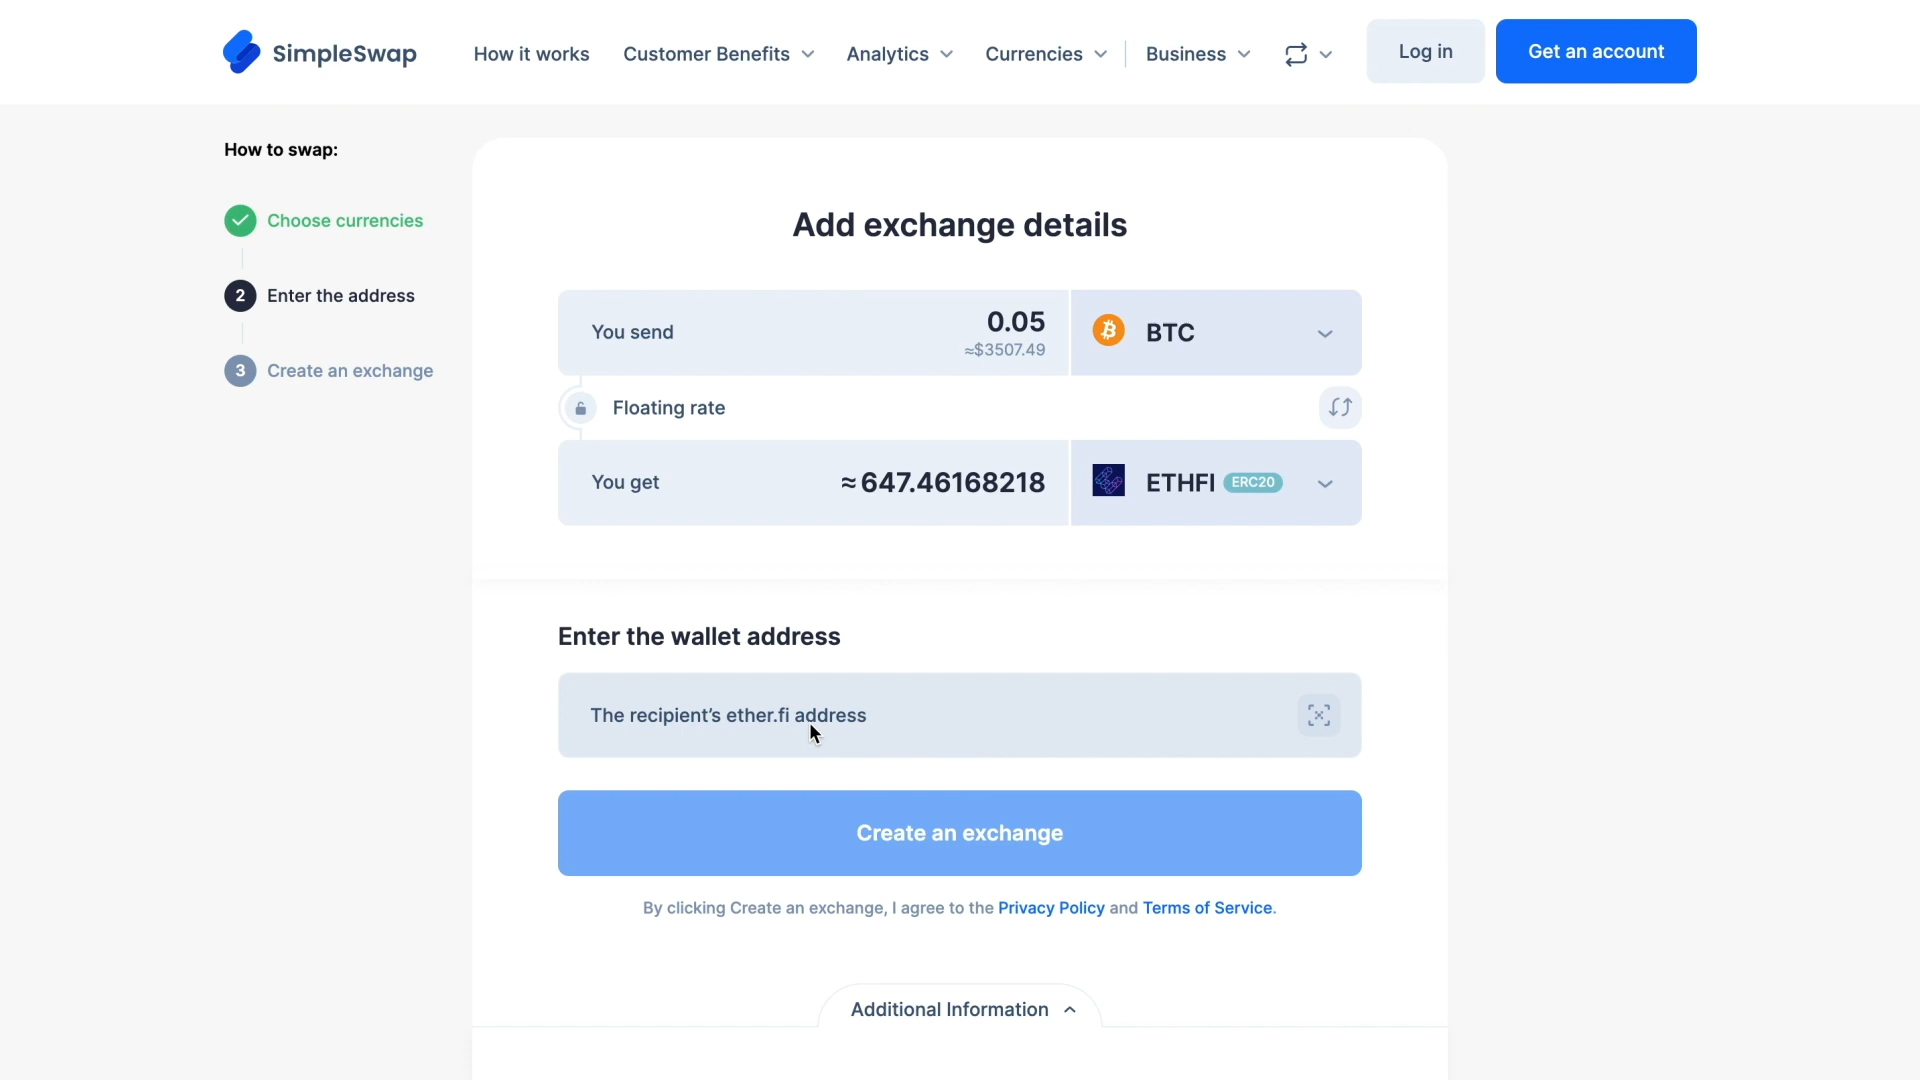 SimpleSwap
How it works
Customer Benefits
Analytics
Currencies
Business
Log in
Get an account
How to swap:
Choose currencies
2 Enter the address
3 Create an exchange
Add exchange details
You send
0.05
≈$3507.49
BTC
Floating rate
You get
≈647.46168218
ETHFI ERC20
Enter the wallet address
The recipient’s ether.fi address
Create an exchange
By clicking Create an exchange, I agree to the Privacy Policy and Terms of Service.
Additional Information